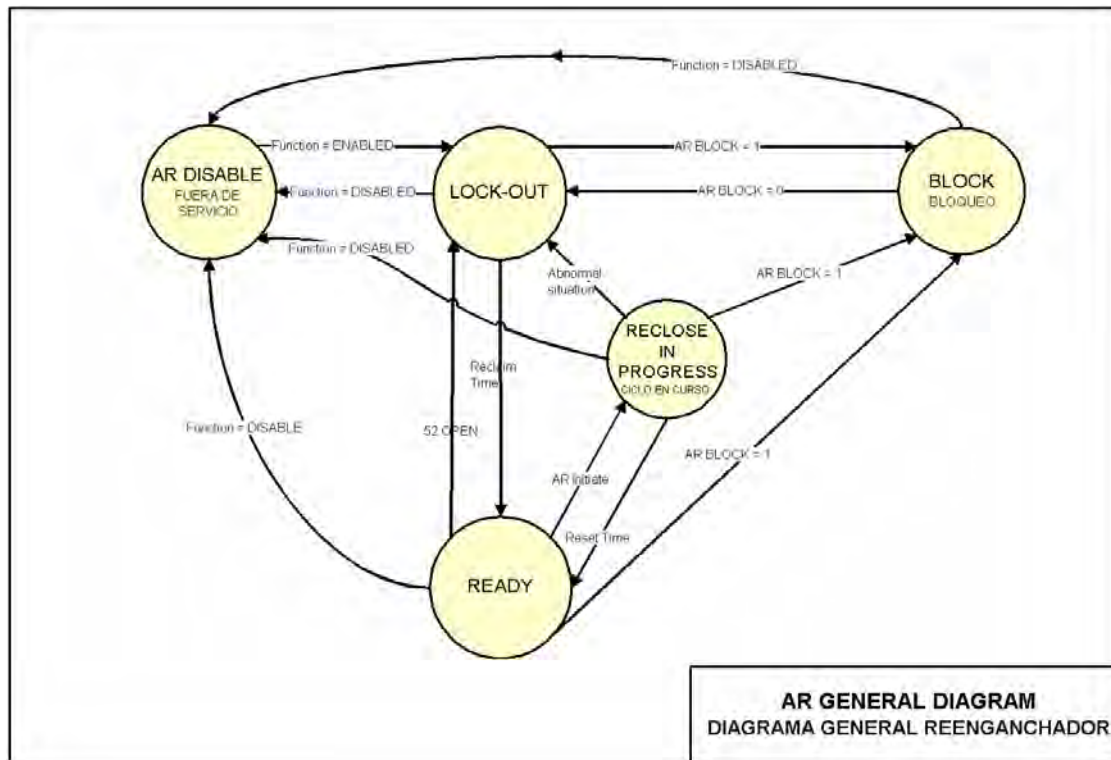 Function = DISABLED
Function = ENABLED
AR BLOCK = 1
AR DISABLE
FUERA DE
SERVICIO
LOCK-OUT
BLOCK
BLOQUEO
Function = DISABLED
AR BLOCK = 0
Function = DISABLED
Abnormal
situation
AR BLOCK = 1
RECLOSE
IN
PROGRESS
CICLO EN CURSO
Reclaim
Time
Function = DISABLE
52 OPEN
AR BLOCK = 1
AR Initiate
Reset Time
READY
AR GENERAL DIAGRAM
DIAGRAMA GENERAL REENGANCHADOR